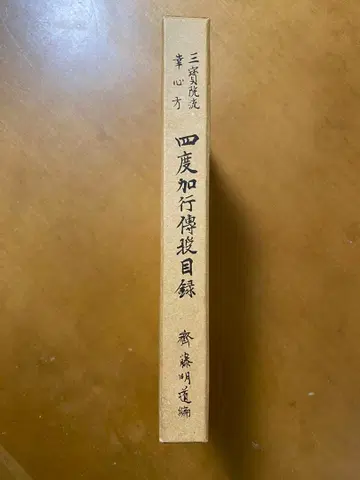 三寳院流
幸心方
四度加行傳授目録
齋藤明道編